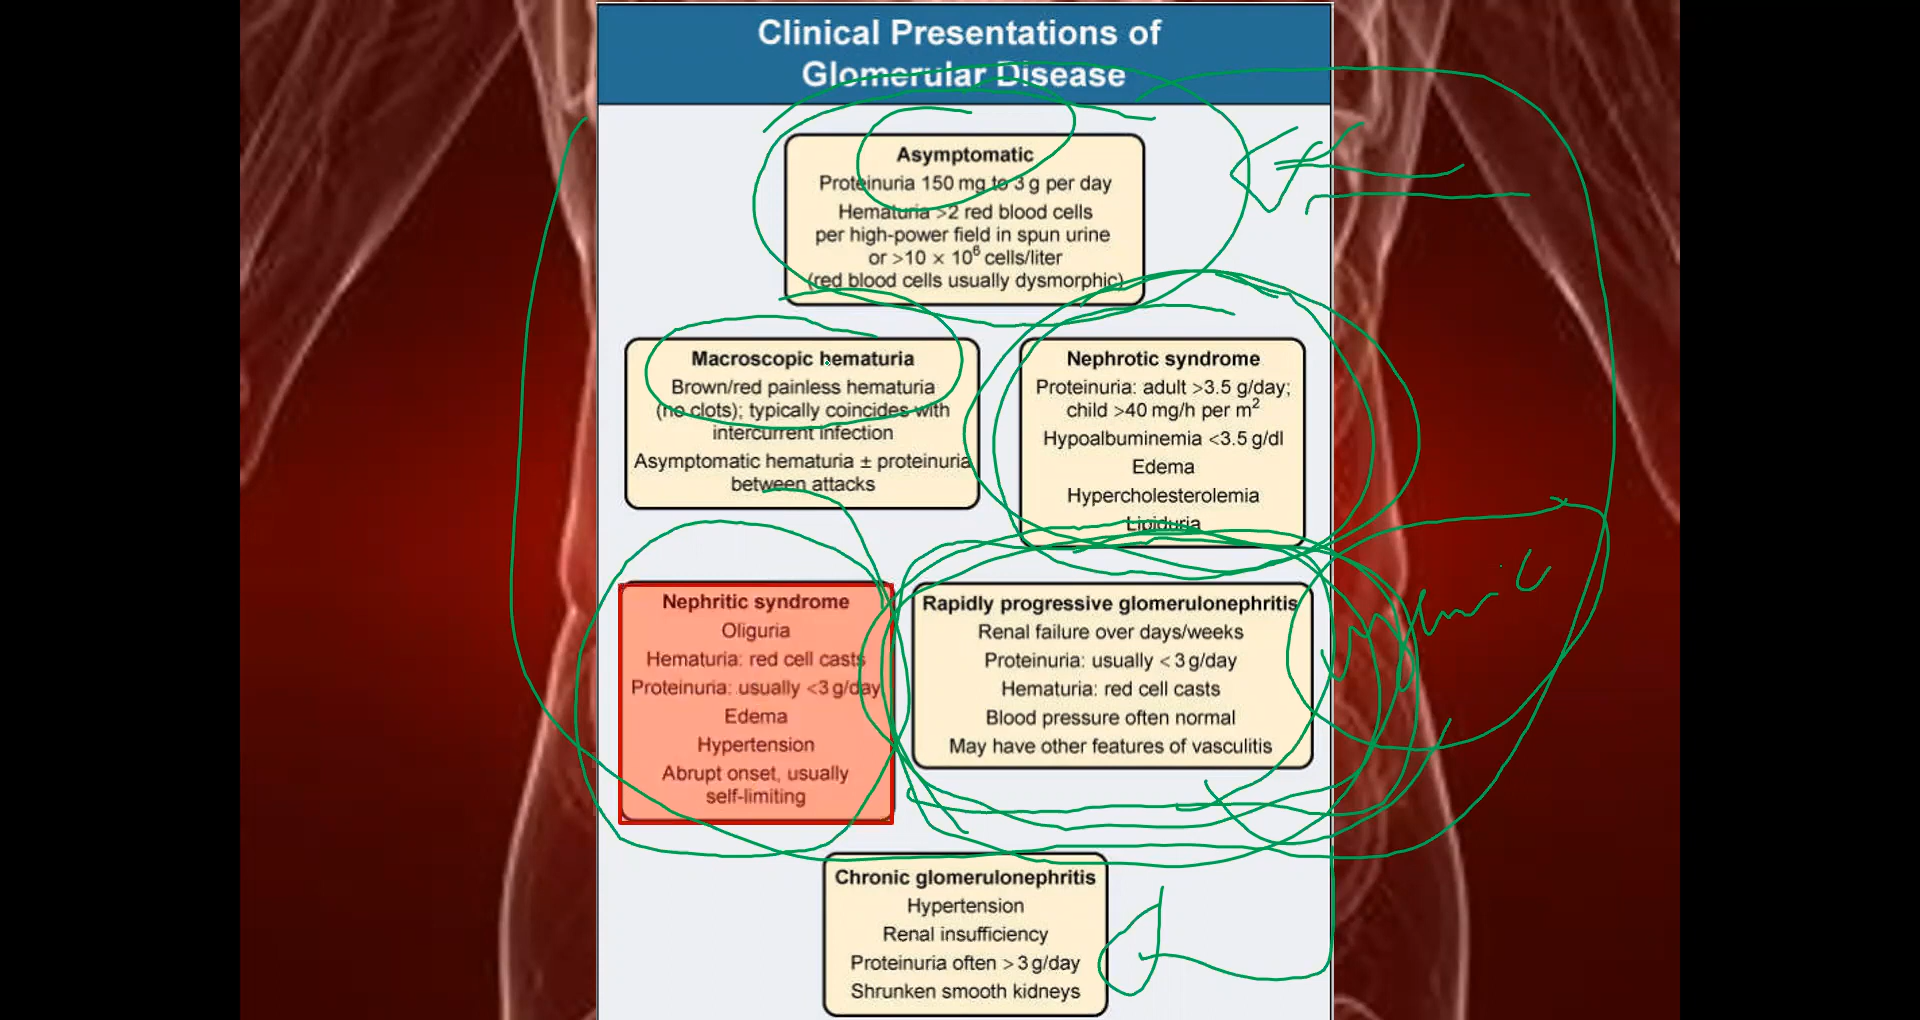 Clinical Presentations of
Glomerular Disease
Asymptomatic
Proteinuria 150 mg to 3 g per day
Hematuria >2 red blood cells
per high-power field in spun urine
or >10 × 10⁶ cells/liter
(red blood cells usually dysmorphic)
Macroscopic hematuria
Brown/red painless hematuria
(no clots); typically coincides with
intercurrent infection
Asymptomatic hematuria ± proteinuria
between attacks
Nephrotic syndrome
Proteinuria: adult >3.5 g/day;
child >40 mg/h per m²
Hypoalbuminemia <3.5 g/dl
Edema
Hypercholesterolemia
Lipiduria
Nephritic syndrome
Oliguria
Hematuria: red cell casts
Proteinuria: usually <3 g/day
Edema
Hypertension
Abrupt onset, usually
self-limiting
Rapidly progressive glomerulonephritis
Renal failure over days/weeks
Proteinuria: usually <3 g/day
Hematuria: red cell casts
Blood pressure often normal
May have other features of vasculitis
Chronic glomerulonephritis
Hypertension
Renal insufficiency
Proteinuria often >3 g/day
Shrunken smooth kidneys